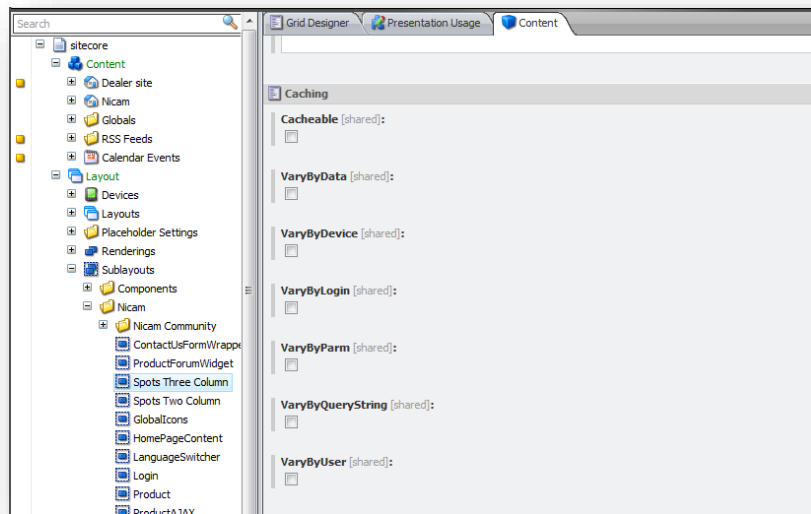 Search
sitecore
Content
Dealer site
Nicam
Globals
RSS Feeds
Calendar Events
Layout
Devices
Layouts
Placeholder Settings
Renderings
Sublayouts
Components
Nicam
Nicam Community
ContactUsFormWrappe
ProductForumWidget
Spots Three Column
Spots Two Column
GlobalIcons
HomePageContent
LanguageSwitcher
Login
Product
ProductAJAX
Grid Designer
Presentation Usage
Content
Caching
Cacheable [shared]:
VaryByData [shared]:
VaryByDevice [shared]:
VaryByLogin [shared]:
VaryByParm [shared]:
VaryByQueryString [shared]:
VaryByUser [shared]: